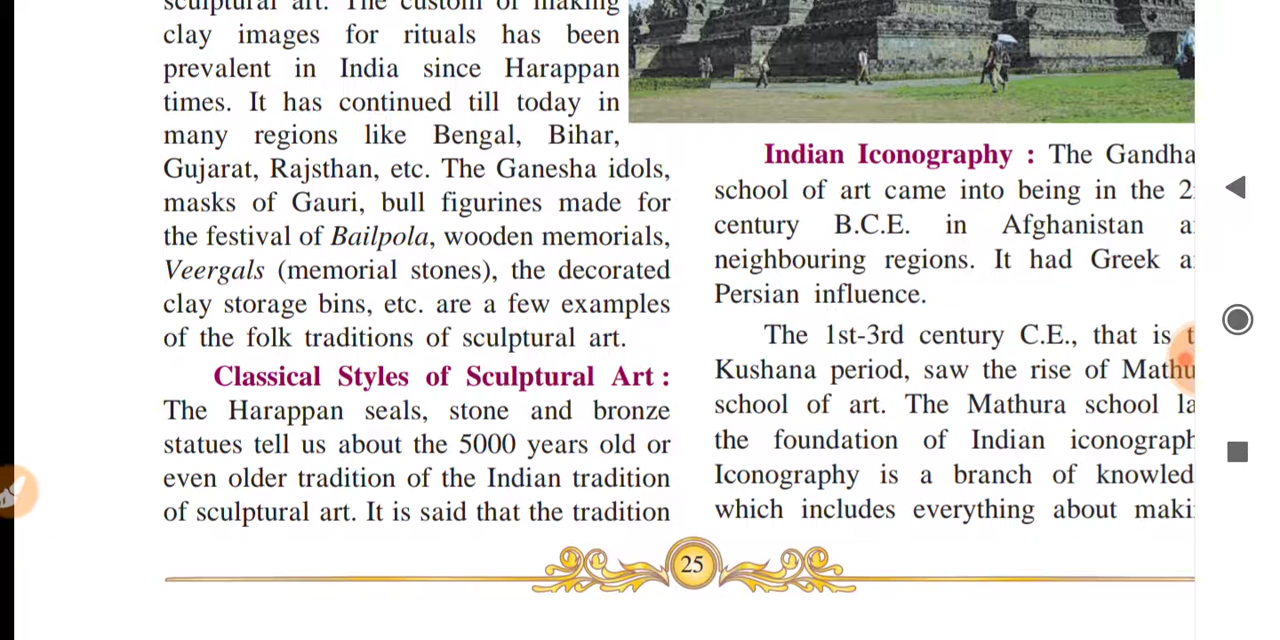 sculptural art. The custom of making
clay images for rituals has been
prevalent in India since Harappan
times. It has continued till today in
many regions like Bengal, Bihar,
Gujarat, Rajsthan, etc. The Ganesha idols,
masks of Gauri, bull figurines made for
the festival of Bailpola, wooden memorials,
Veergals (memorial stones), the decorated
clay storage bins, etc. are a few examples
of the folk traditions of sculptural art.
Classical Styles of Sculptural Art :
The Harappan seals, stone and bronze
statues tell us about the 5000 years old or
even older tradition of the Indian tradition
of sculptural art. It is said that the tradition
Indian Iconography : The Gandha
school of art came into being in the 2
century B.C.E. in Afghanistan a
neighbouring regions. It had Greek a
Persian influence.
The 1st-3rd century C.E., that is t
Kushana period, saw the rise of Mathu
school of art. The Mathura school la
the foundation of Indian iconograph
Iconography is a branch of knowled
which includes everything about maki
25